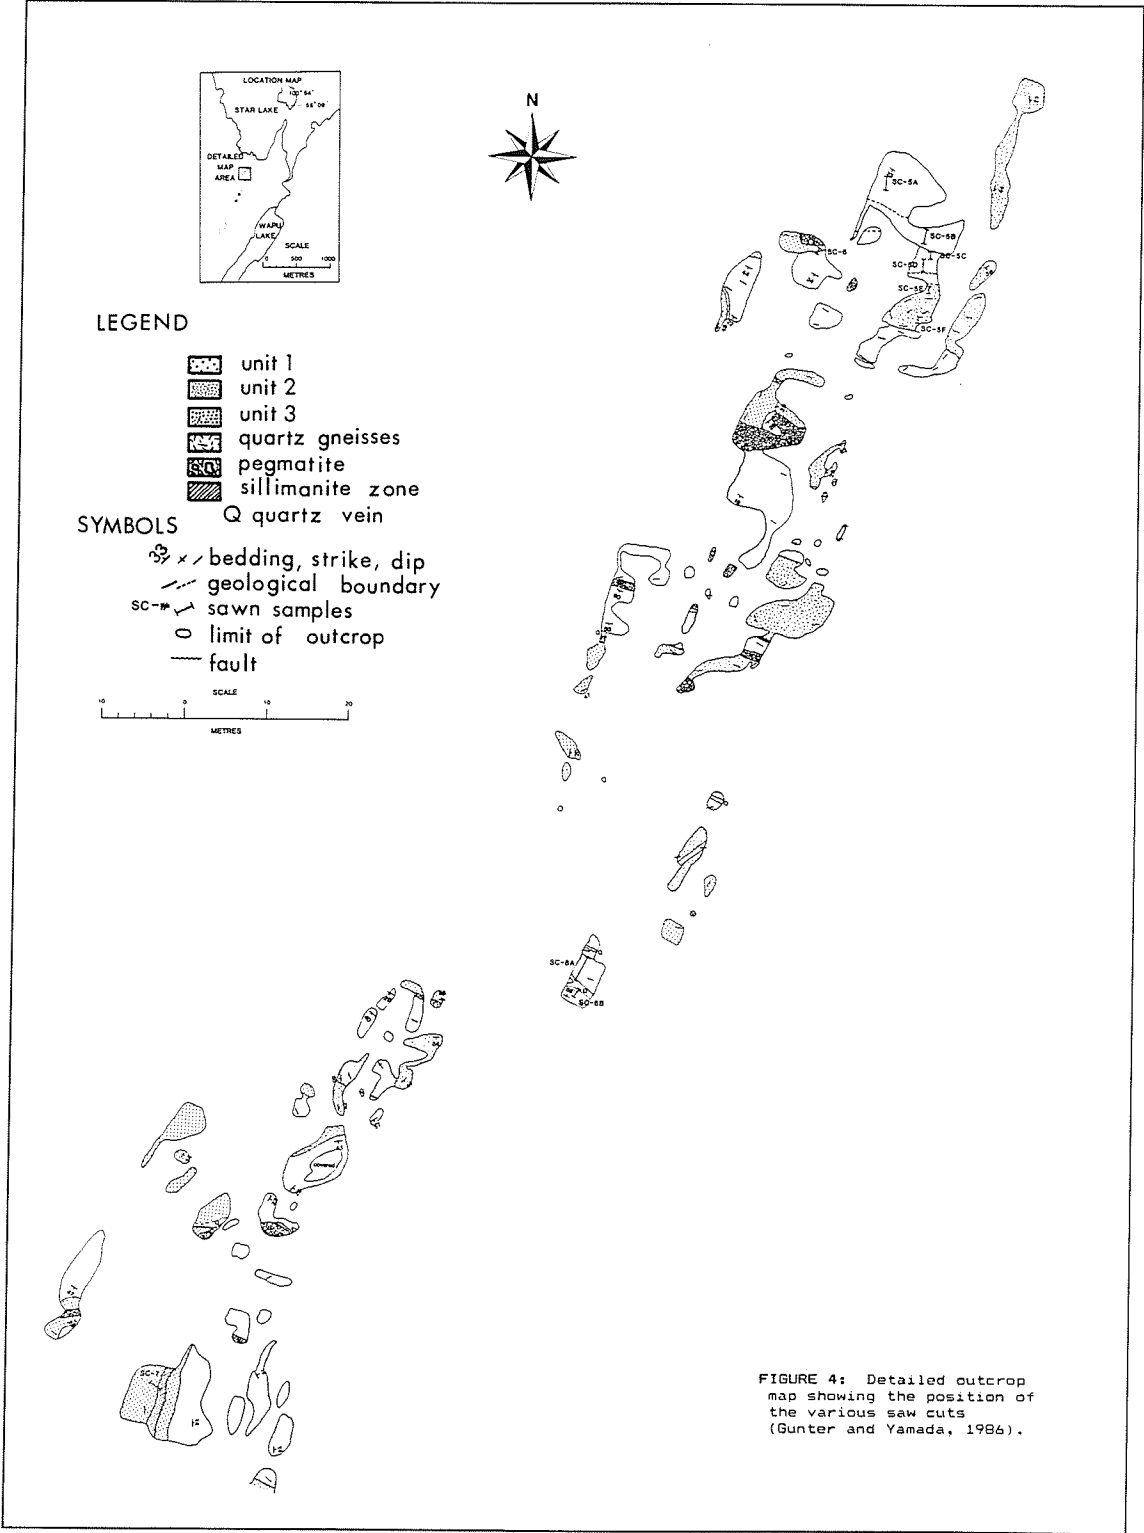 LOCATION MAP
STAR LAKE
DETAILED
MAP
AREA
WAPU
LAKE
SCALE
0 500 1000
METRES
N
LEGEND
unit 1
unit 2
unit 3
quartz gneisses
pegmatite
sillimanite zone
Q quartz vein
SYMBOLS
33 bedding, strike, dip
geological boundary
SC-# sawn samples
limit of outcrop
fault
SCALE
10 0 10 20
METRES
SC-5A
SC-5B
SC-5C
SC-5D
SC-5E
SC-5F
SC-6
SC-8A
SC-8B
covered
SC-7
FIGURE 4: Detailed outcrop
map showing the position of
the various saw cuts
(Gunter and Yamada, 1986).